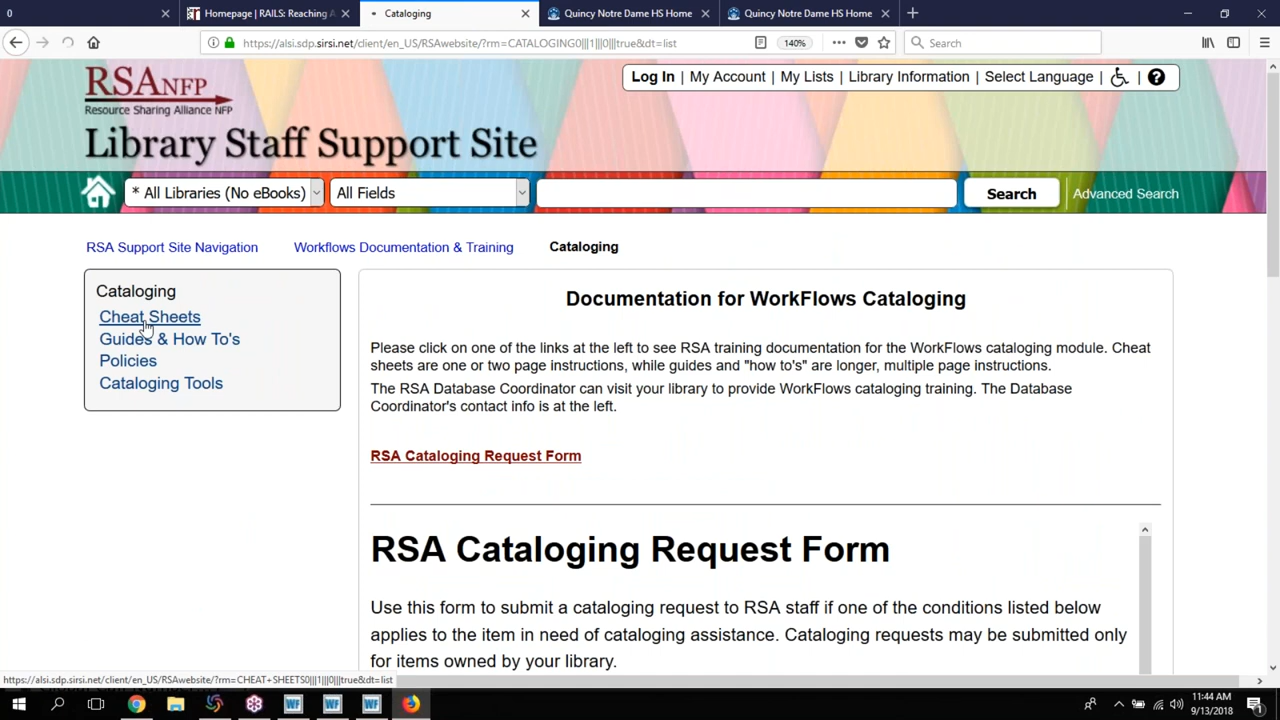 0
Homepage | RAILS: Reaching A
Cataloging
Quincy Notre Dame HS Home
Quincy Notre Dame HS Home
https://alsi.sdp.sirsi.net/client/en_US/RSAwebsite/?rm=CATALOGING0|||1|||0|||true&dt=list
140%
Search
RSANFP
Resource Sharing Alliance NFP
Library Staff Support Site
Log In | My Account | My Lists | Library Information | Select Language | | ?
* All Libraries (No eBooks)
All Fields
Search
Advanced Search
RSA Support Site Navigation
Workflows Documentation & Training
Cataloging
Cataloging
Cheat Sheets
Guides & How To's
Policies
Cataloging Tools
Documentation for WorkFlows Cataloging
Please click on one of the links at the left to see RSA training documentation for the WorkFlows cataloging module. Cheat
sheets are one or two page instructions, while guides and "how to's" are longer, multiple page instructions.
The RSA Database Coordinator can visit your library to provide WorkFlows cataloging training. The Database
Coordinator's contact info is at the left.
RSA Cataloging Request Form
RSA Cataloging Request Form
Use this form to submit a cataloging request to RSA staff if one of the conditions listed below
applies to the item in need of cataloging assistance. Cataloging requests may be submitted only
for items owned by your library.
https://alsi.sdp.sirsi.net/client/en_US/RSAwebsite/?rm=CHEAT+SHEETS0|||1|||0|||true&dt=list
WF
WF
WF
11:44 AM
9/13/2018
1